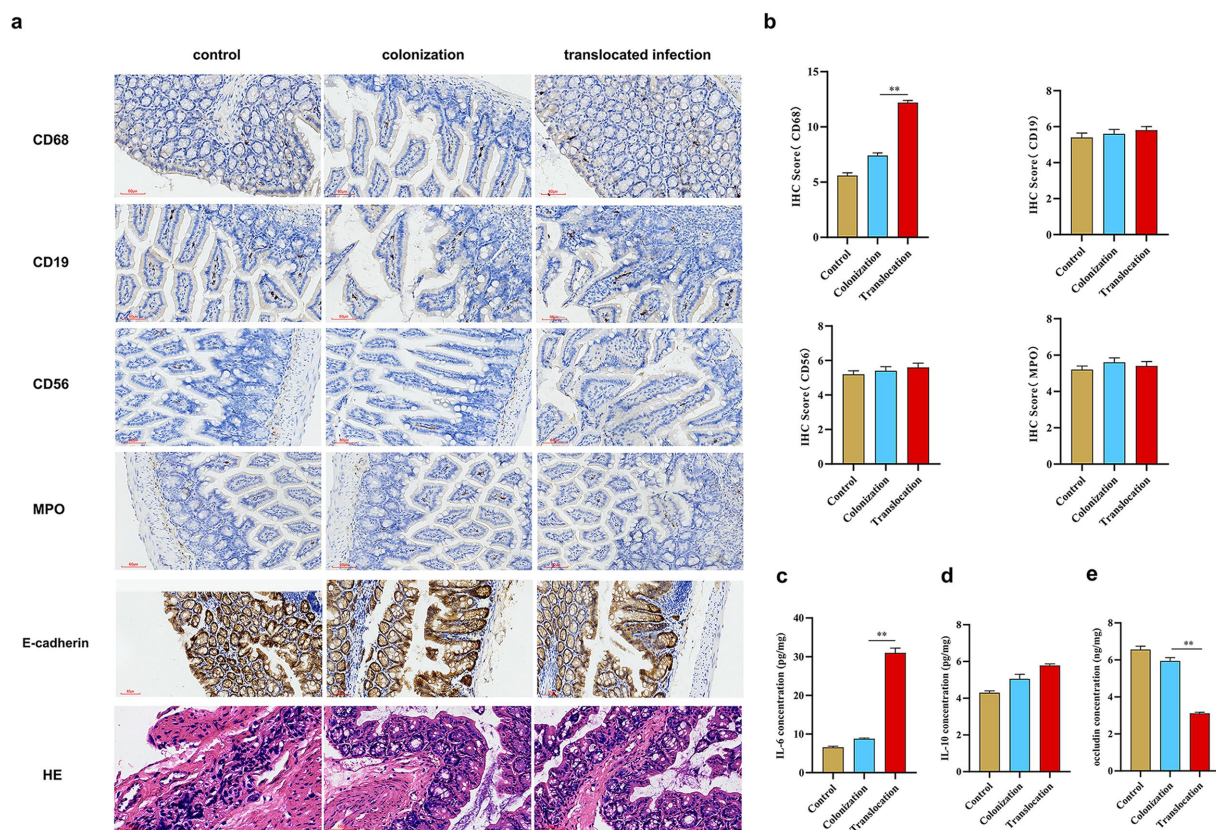 a
control
colonization
translocated infection
CD68
CD19
CD56
MPO
E-cadherin
HE
b
IHC Score( CD68)
15
10
5
0
**
Control
Colonization
Translocation
IHC Score( CD19)
8
6
4
2
0
Control
Colonization
Translocation
IHC Score( CD56)
8
6
4
2
0
Control
Colonization
Translocation
IHC Score( MPO)
8
6
4
2
0
Control
Colonization
Translocation
c
IL-6 concentration (pg/mg)
40
30
20
10
0
**
Control
Colonization
Translocation
d
IL-10 concentration (pg/mg)
10
8
6
4
2
0
Control
Colonization
Translocation
e
occludin concentration (ng/mg)
8
6
4
2
0
**
Control
Colonization
Translocation